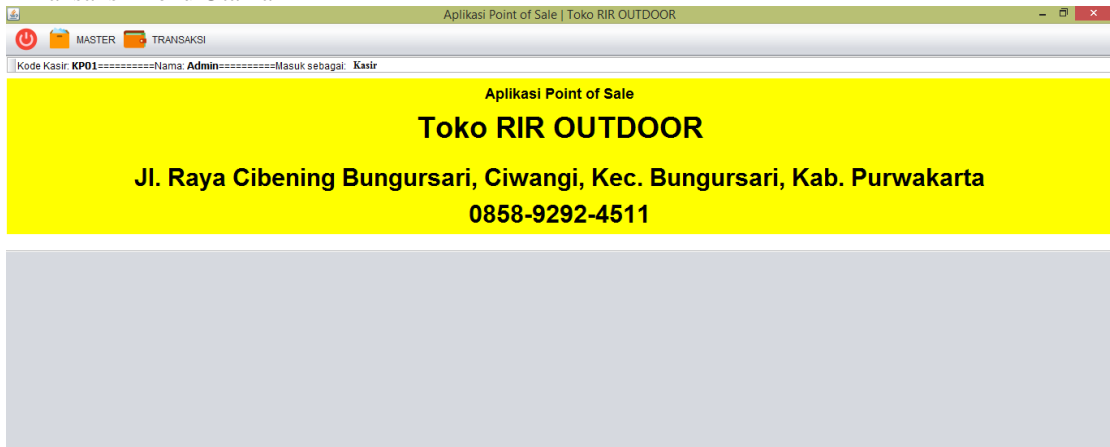 Aplikasi Point of Sale | Toko RIR OUTDOOR
MASTER TRANSAKSI
Kode Kasir: KP01==========Nama: Admin==========Masuk sebagai: Kasir
Aplikasi Point of Sale
Toko RIR OUTDOOR
Jl. Raya Cibening Bungursari, Ciwangi, Kec. Bungursari, Kab. Purwakarta
0858-9292-4511